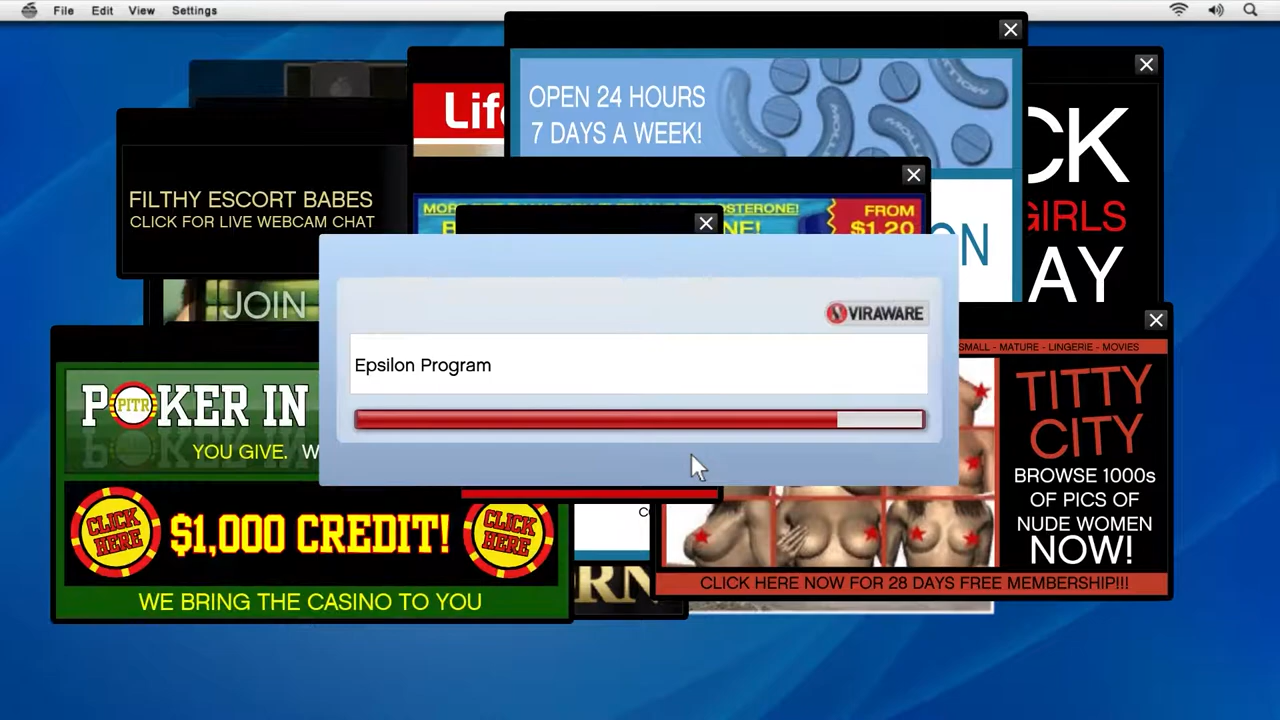 File Edit View Settings
OPEN 24 HOURS
7 DAYS A WEEK!
FILTHY ESCORT BABES
CLICK FOR LIVE WEBCAM CHAT
FROM
$1.20
GIRLS
JOIN
VIRAWARE
Epsilon Program
POKER IN
PITR
YOU GIVE.
CLICK HERE
$1,000 CREDIT!
CLICK HERE
WE BRING THE CASINO TO YOU
SMALL - MATURE - LINGERIE - MOVIES
TITTY
CITY
BROWSE 1000s
OF PICS OF
NUDE WOMEN
NOW!
CLICK HERE NOW FOR 28 DAYS FREE MEMBERSHIP!!!